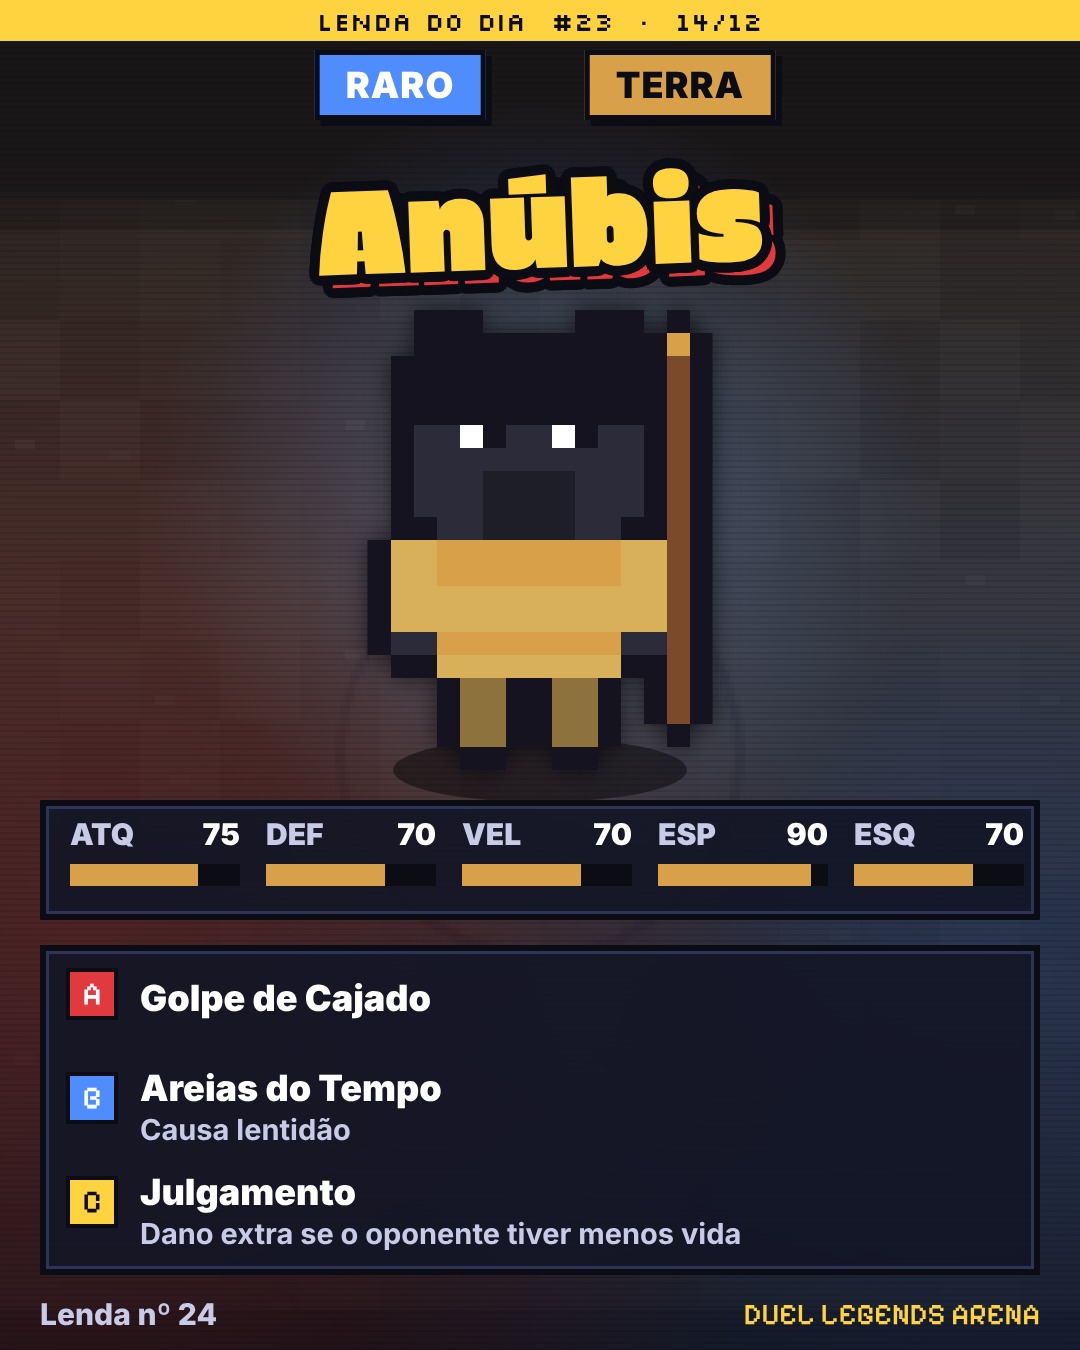 LENDA DO DIA #23 · 14/12
RARO TERRA
Anúbis
ATQ 75 DEF 70 VEL 70 ESP 90 ESQ 70
A Golpe de Cajado
B Areias do Tempo
Causa lentidão
C Julgamento
Dano extra se o oponente tiver menos vida
Lenda nº 24 DUEL LEGENDS ARENA